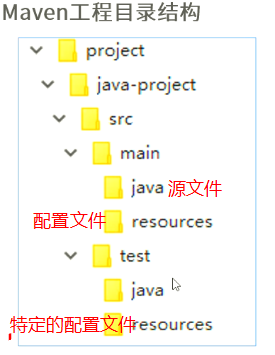 Maven工程目录结构
project
java-project
src
main
java 源文件
配置文件 resources
test
java
特定的配置文件 resources